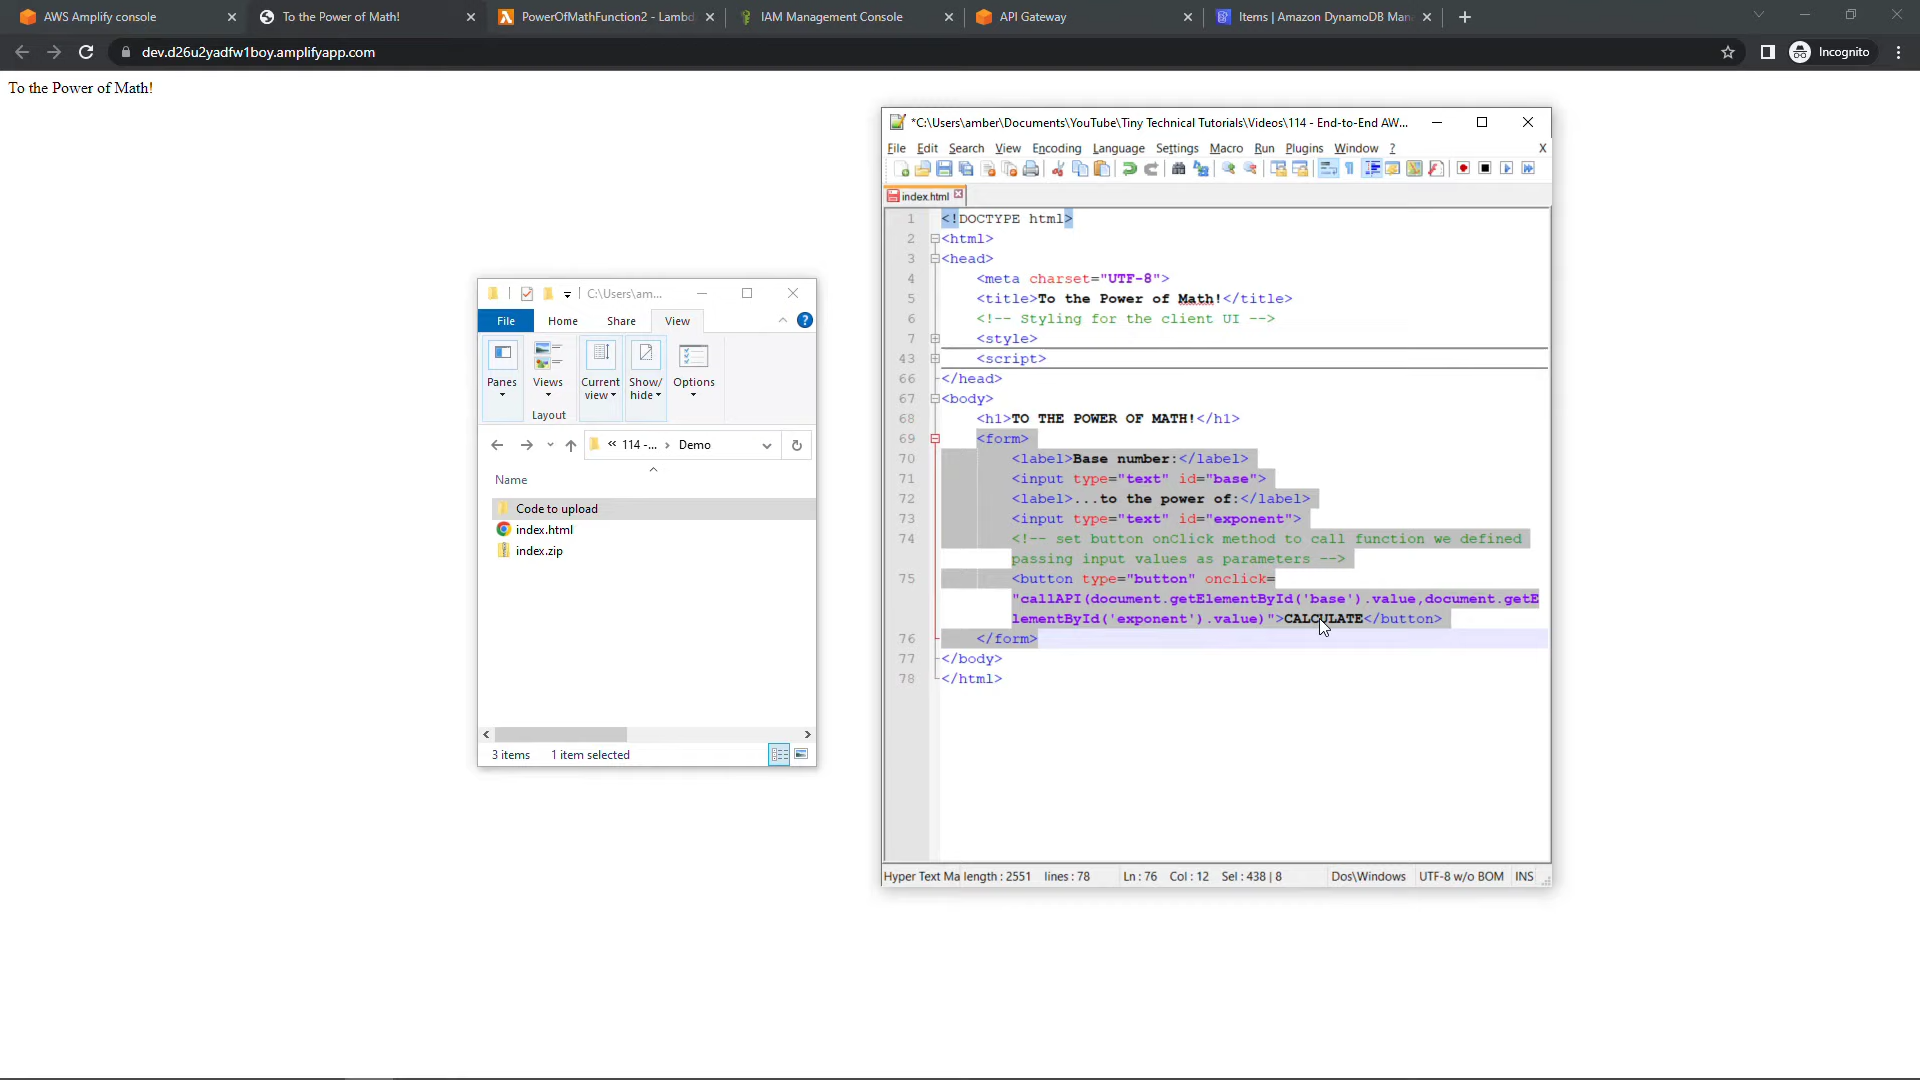 AWS Amplify console
To the Power of Math!
PowerOfMathFunction2 - Lambd
IAM Management Console
API Gateway
Items | Amazon DynamoDB Man
dev.d26u2yadfw1boy.amplifyapp.com
Incognito
To the Power of Math!
C:\Users\am...
File Home Share View
Panes
Views
Current view
Show/ hide
Options
Layout
« 114 -... › Demo
Name
Code to upload
index.html
index.zip
3 items 1 item selected
*C:\Users\amber\Documents\YouTube\Tiny Technical Tutorials\Videos\114 - End-to-End AW...
File Edit Search View Encoding Language Settings Macro Run Plugins Window ? X
index.html
1 <!DOCTYPE html>
2 <html>
3 <head>
4 <meta charset="UTF-8">
5 <title>To the Power of Math!</title>
6 <!-- Styling for the client UI -->
7 <style>
43 <script>
66 </head>
67 <body>
68 <h1>TO THE POWER OF MATH!</h1>
69 <form>
70 <label>Base number:</label>
71 <input type="text" id="base">
72 <label>...to the power of:</label>
73 <input type="text" id="exponent">
74 <!-- set button onClick method to call function we defined
passing input values as parameters -->
75 <button type="button" onclick=
"callAPI(document.getElementById('base').value,document.getE
lementById('exponent').value)">CALCULATE</button>
76 </form>
77 </body>
78 </html>
Hyper Text Ma length : 2551 lines : 78 Ln : 76 Col : 12 Sel : 438 | 8 Dos\Windows UTF-8 w/o BOM INS